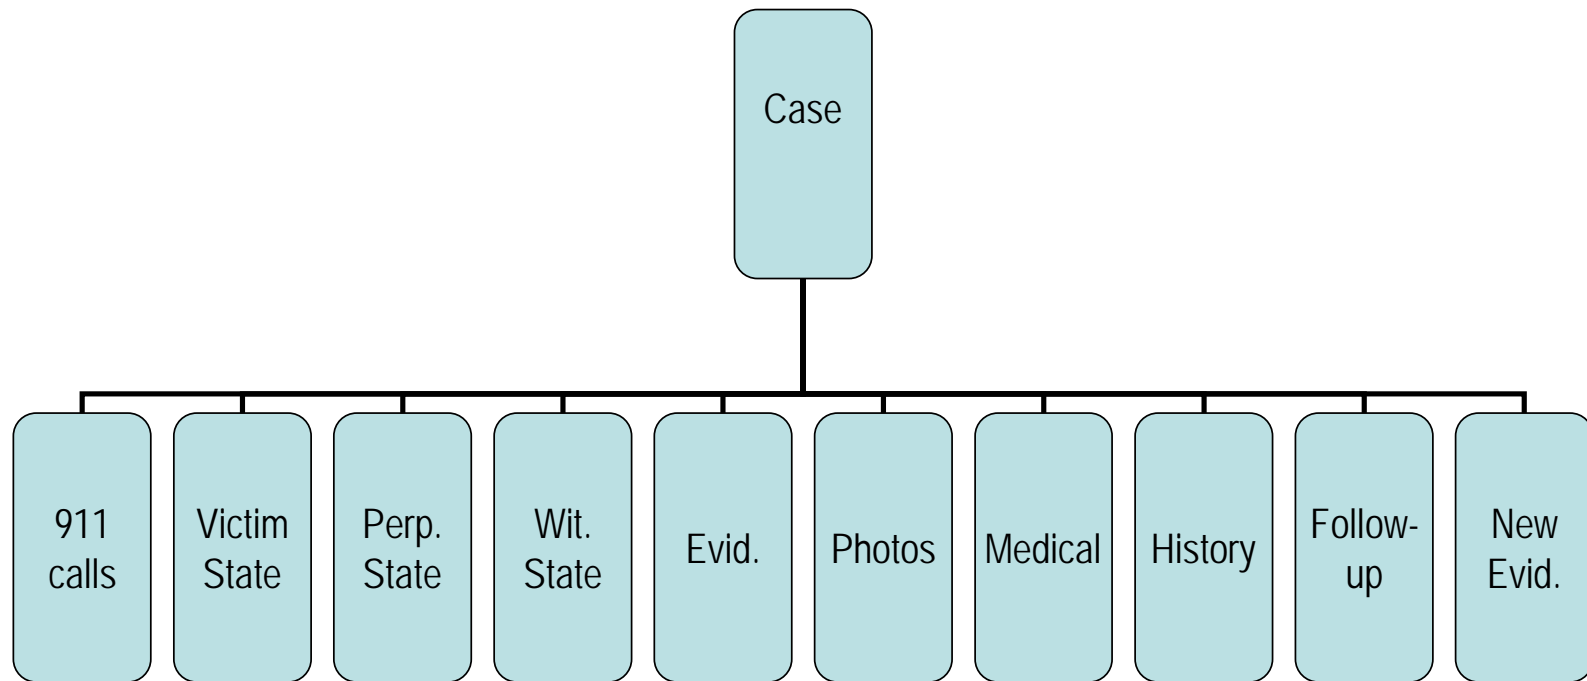 Case
911
calls
Victim
State
Perp.
State
Wit.
State
Evid.
Photos
Medical
History
Follow-
up
New
Evid.